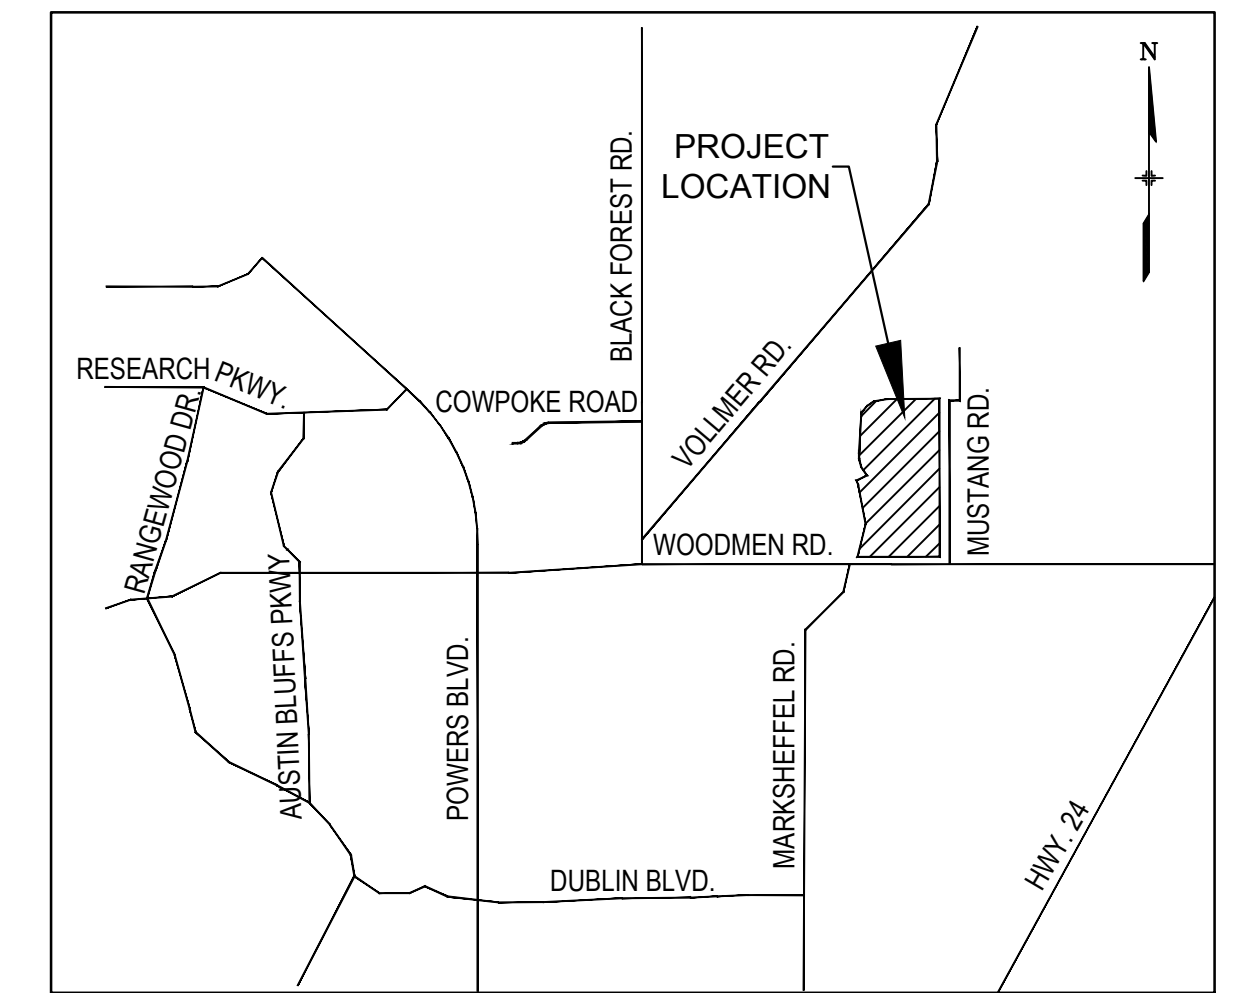 N
PROJECT
LOCATION
BLACK FOREST RD.
VOLLMER RD.
RESEARCH PKWY.
COWPOKE ROAD
RANGEWOOD DR.
MUSTANG RD.
WOODMEN RD.
AUSTIN BLUFFS PKWY
POWERS BLVD.
MARKSHEFFEL RD.
HWY. 24
DUBLIN BLVD.